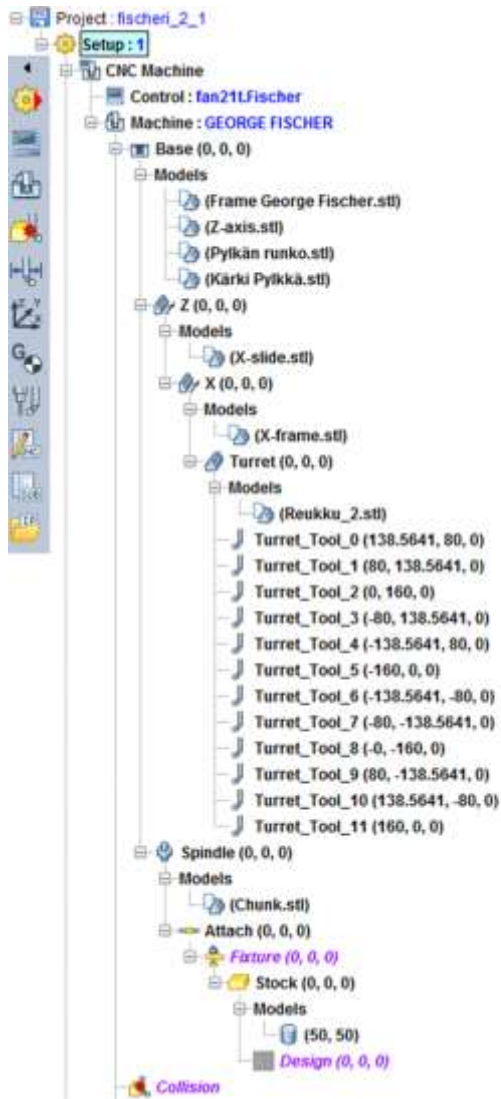 Project : fischeri_2_1
Setup : 1
CNC Machine
Control : fan21t.Fischer
Machine : GEORGE FISCHER
Base (0, 0, 0)
Models
(Frame George Fischer.stl)
(Z-axis.stl)
(Pylkän runko.stl)
(Kärki Pylkkä.stl)
Z (0, 0, 0)
Models
(X-slide.stl)
X (0, 0, 0)
Models
(X-frame.stl)
Turret (0, 0, 0)
Models
(Reukku_2.stl)
Turret_Tool_0 (138.5641, 80, 0)
Turret_Tool_1 (80, 138.5641, 0)
Turret_Tool_2 (0, 160, 0)
Turret_Tool_3 (-80, 138.5641, 0)
Turret_Tool_4 (-138.5641, 80, 0)
Turret_Tool_5 (-160, 0, 0)
Turret_Tool_6 (-138.5641, -80, 0)
Turret_Tool_7 (-80, -138.5641, 0)
Turret_Tool_8 (-0, -160, 0)
Turret_Tool_9 (80, -138.5641, 0)
Turret_Tool_10 (138.5641, -80, 0)
Turret_Tool_11 (160, 0, 0)
Spindle (0, 0, 0)
Models
(Chunk.stl)
Attach (0, 0, 0)
Fixture (0, 0, 0)
Stock (0, 0, 0)
Models
(50, 50)
Design (0, 0, 0)
Collision